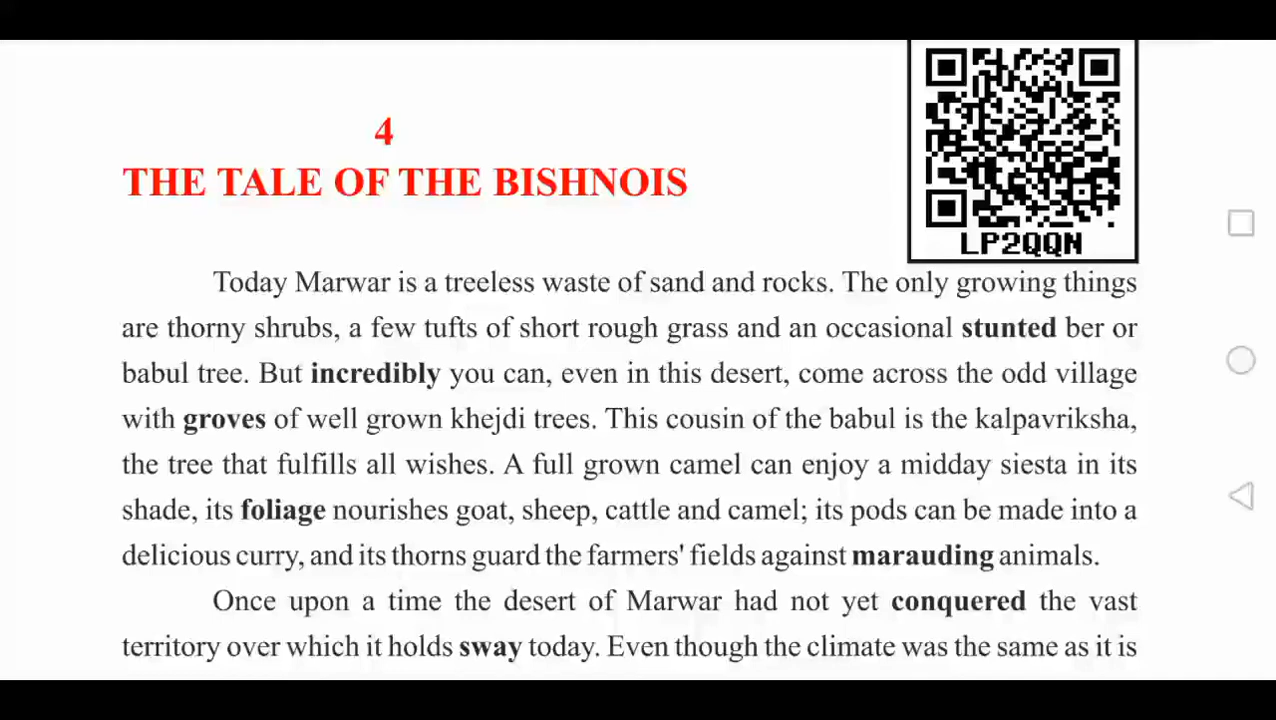 4
THE TALE OF THE BISHNOIS
LP2QQN
Today Marwar is a treeless waste of sand and rocks. The only growing things
are thorny shrubs, a few tufts of short rough grass and an occasional stunted ber or
babul tree. But incredibly you can, even in this desert, come across the odd village
with groves of well grown khejdi trees. This cousin of the babul is the kalpavriksha,
the tree that fulfills all wishes. A full grown camel can enjoy a midday siesta in its
shade, its foliage nourishes goat, sheep, cattle and camel; its pods can be made into a
delicious curry, and its thorns guard the farmers' fields against marauding animals.
Once upon a time the desert of Marwar had not yet conquered the vast
territory over which it holds sway today. Even though the climate was the same as it is